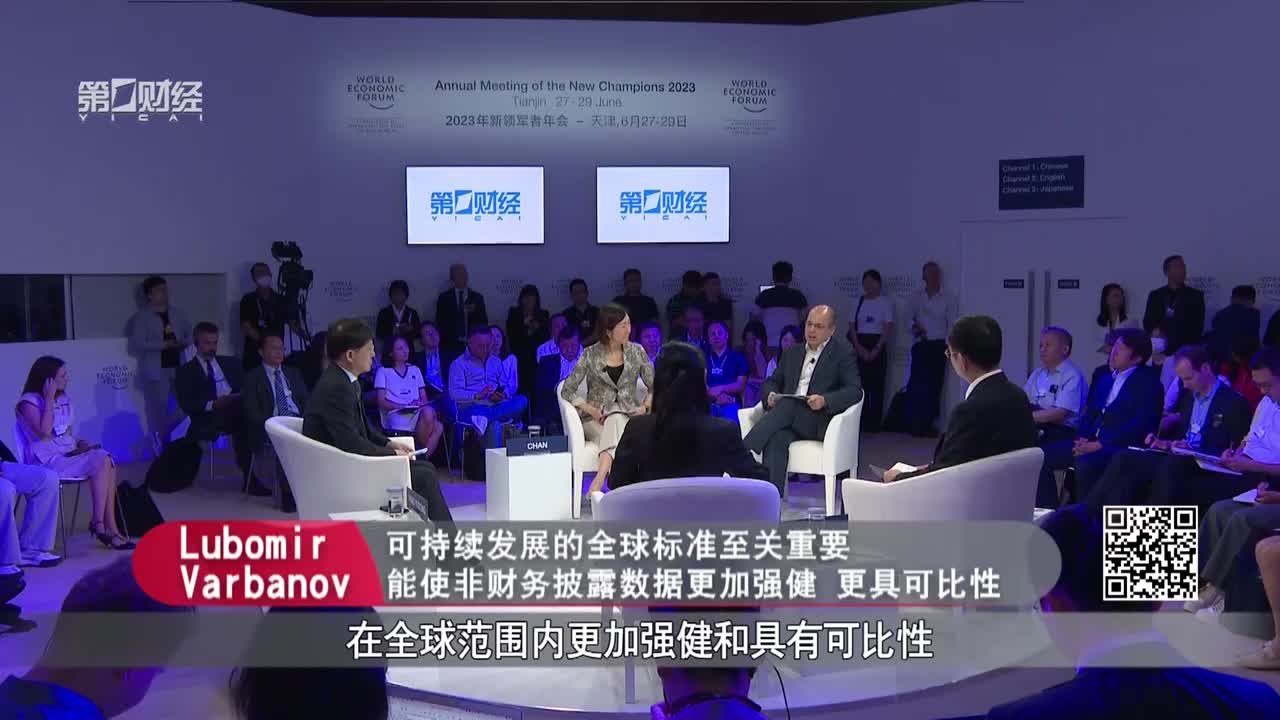 第一财经
YICAI
WORLD
ECONOMIC
FORUM
Annual Meeting of the New Champions 2023
Tianjin 27-29 June
2023年新领军者年会 - 天津,6月27-29日
WORLD
ECONOMIC
FORUM
第一财经
YICAI
第一财经
YICAI
Channel 1: Chinese
Channel 2: English
Channel 3: Japanese
WORLD
ECONOMIC
FORUM
CHAN
Lubomir
Varbanov
可持续发展的全球标准至关重要
能使非财务披露数据更加强健 更具可比性
在全球范围内更加强健和具有可比性